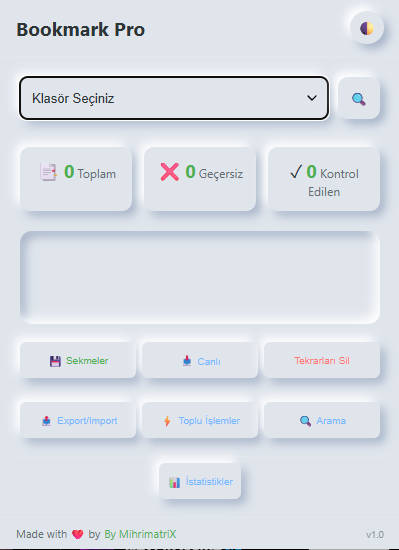 Bookmark Pro
Klasör Seçiniz
0 Toplam
0 Geçersiz
0 Kontrol
Edilen
Sekmeler
Canlı
Tekrarları Sil
Export/Import
Toplu İşlemler
Arama
İstatistikler
Made with ❤️ by By MihrimatriX
v1.0